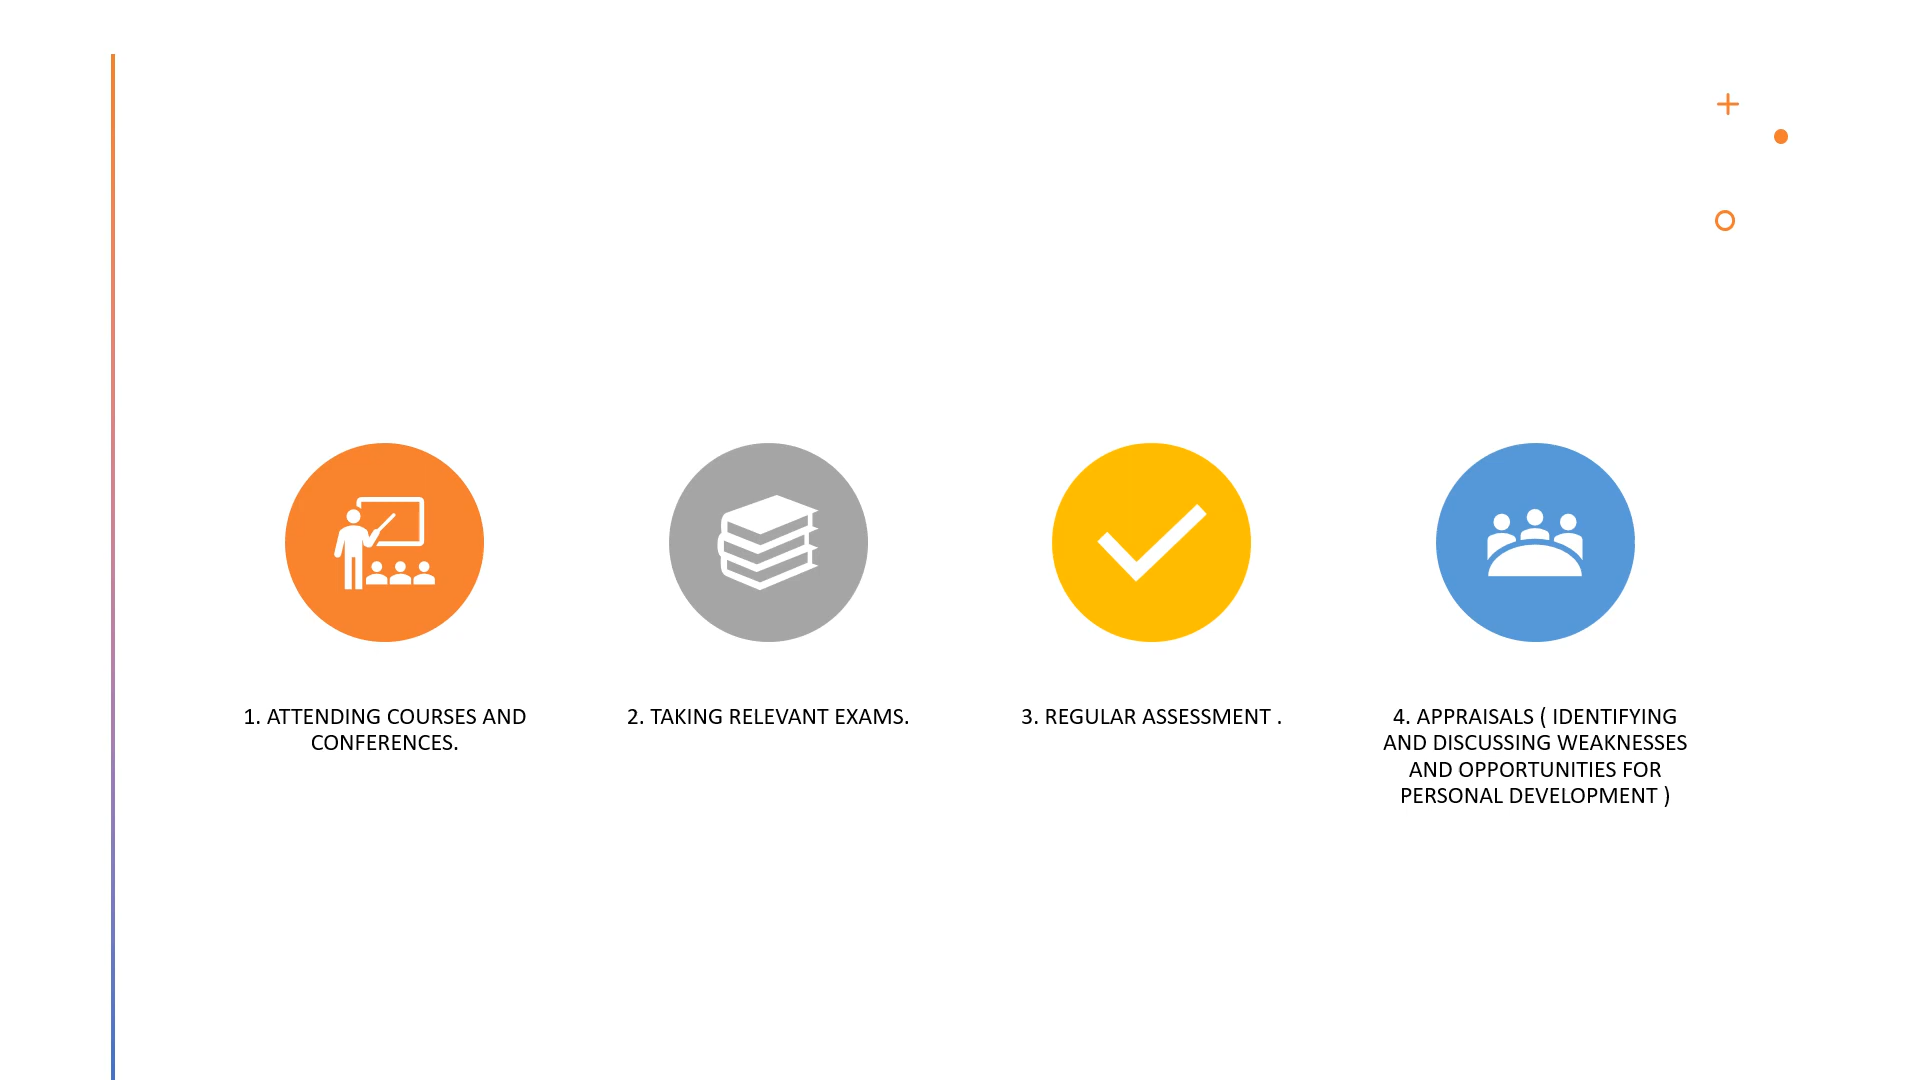 1. ATTENDING COURSES AND
CONFERENCES.
2. TAKING RELEVANT EXAMS.
3. REGULAR ASSESSMENT .
4. APPRAISALS ( IDENTIFYING
AND DISCUSSING WEAKNESSES
AND OPPORTUNITIES FOR
PERSONAL DEVELOPMENT )